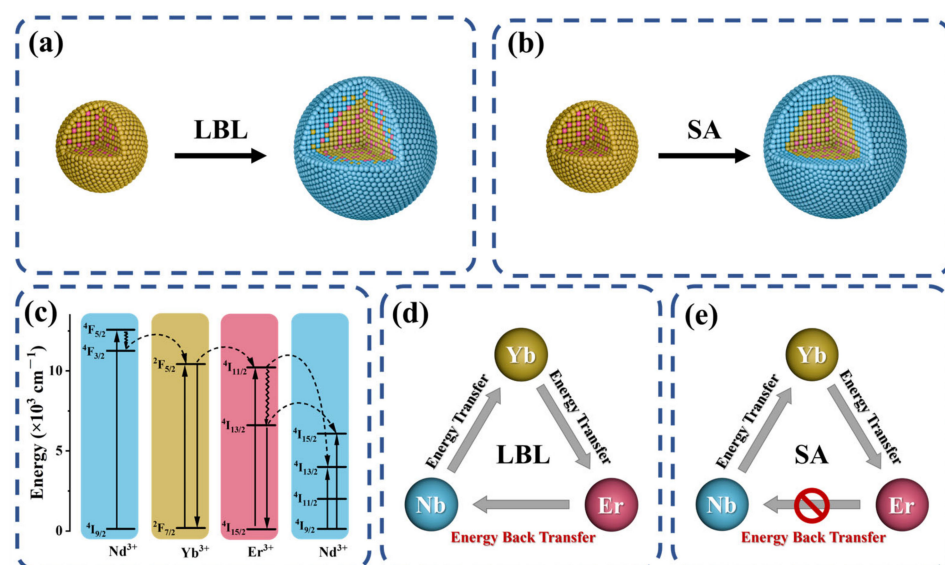 (a)
LBL
(b)
SA
(c)
Energy (×10³ cm⁻¹)
10
5
0
⁴F₅/₂
⁴F₃/₂
⁴I₉/₂
Nd³⁺
²F₅/₂
²F₇/₂
Yb³⁺
⁴I₁₁/₂
⁴I₁₃/₂
⁴I₁₅/₂
Er³⁺
⁴I₁₅/₂
⁴I₁₃/₂
⁴I₁₁/₂
⁴I₉/₂
Nd³⁺
(d)
Yb
Energy Transfer
Energy Transfer
LBL
Nb
Er
Energy Back Transfer
(e)
Yb
Energy Transfer
Energy Transfer
SA
Nb
Er
Energy Back Transfer